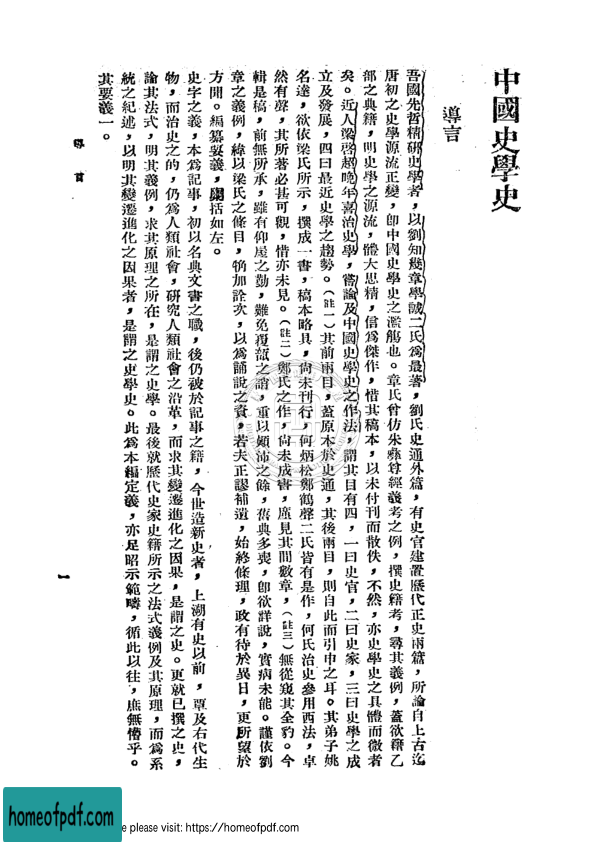 中國史學史
導言
吾國先哲精研史學者，以劉知幾章學誠二氏爲最著，劉氏史通外篇，有史官建置歷代正史兩篇，所論自上古迄
唐初之史學源流正變，卽中國史學史之濫觴也。章氏曾仿朱彝尊經義考之例，撰史籍考，尋其義例，蓋欲藉乙
部之典籍，明史學之源流，體大思精，信爲傑作，惜其稿本，以未付刊而散佚，不然，亦史學史之具體而微者
矣。近人梁啓超晚年喜治史學，嘗論及中國史學史之作法，謂其目有四，一曰史官，二曰史家，三曰史學之成
立及發展，四曰最近史學之趨勢。（註一）其前兩目，蓋原本於史通，其後兩目，則自此而引申之耳。其弟子姚
名達，欲依梁氏所示，撰成一書，稿本略具，尙未刊行，何炳松鄭鶴聲二氏皆有是作，何氏治史參用西法，卓
然有聲，其所著必甚可觀，惜亦未見。（註二）鄭氏之作，尙未成書，廑見其間數章，（註三）無從窺其全豹。今
輯是稿，前無所承，雖有仰屋之勤，難免覆瓿之誚，重以顛沛之餘，舊典多喪，卽欲詳說，實病未能。謹依劉
章之義例，緯以梁氏之條目，粗加詮次，以爲誦說之資，若夫正謬補遺，始終條理，政有待於異日，更所望於
方聞。編纂要義，櫽括如左。
史字之義，本爲記事，初以名典文書之職，後仍被於記事之籍，今世造新史者，上溯有史以前，覃及右代生
物，而治史之的，仍爲人類社會，研究人類社會之沿革，而求其變遷進化之因果，是謂之史。更就已撰之史，
論其法式，明其義例，求其原理之所在，是謂之史學。最後就歷代史家史籍所示之法式義例及其原理，而爲系
統之紀述，以明其變遷進化之因果者，是謂之史學史。此爲本編定義，亦足昭示範疇，循此以往，庶無懵乎。
其要義一。
導言
一
homeofpdf.com
e please visit: https://homeofpdf.com